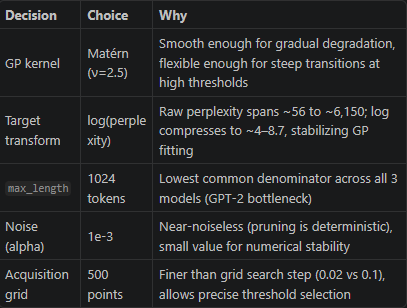 Decision Choice Why
GP kernel Matérn (ν=2.5) Smooth enough for gradual degradation, flexible enough for steep transitions at high thresholds
Target transform log(perplexity) Raw perplexity spans ~56 to ~6,150; log compresses to ~4–8.7, stabilizing GP fitting
max_length 1024 tokens Lowest common denominator across all 3 models (GPT-2 bottleneck)
Noise (alpha) 1e-3 Near-noiseless (pruning is deterministic), small value for numerical stability
Acquisition grid 500 points Finer than grid search step (0.02 vs 0.1), allows precise threshold selection